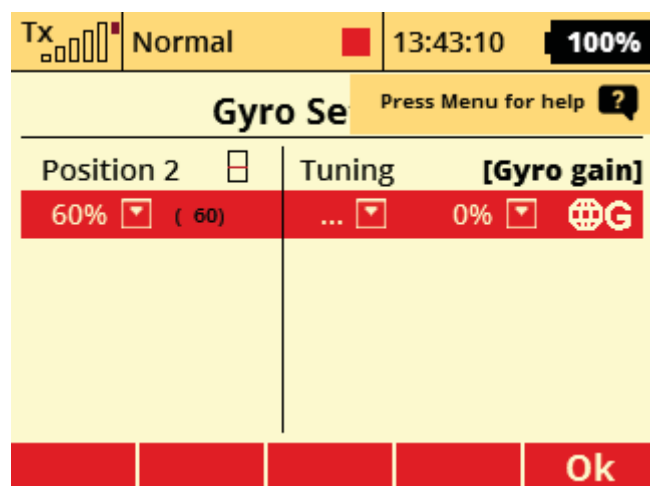 Tx Normal 13:43:10 100%
Press Menu for help ?
Gyro Se
Position 2 Tuning [Gyro gain]
60% ( 60) ... 0% G
Ok